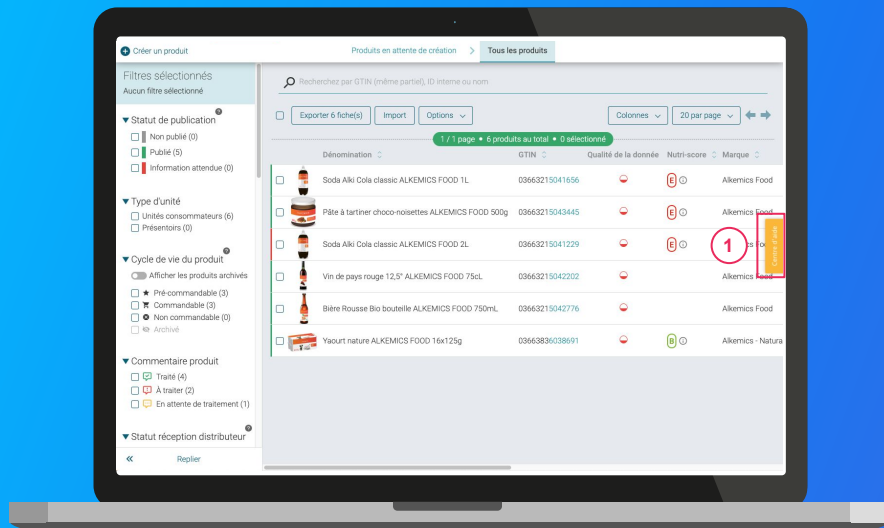 Créer un produit
Produits en attente de création > Tous les produits
Filtres sélectionnés
Aucun filtre sélectionné
Recherchez par GTIN (même partiel), ID interne ou nom
Statut de publication
Non publié (0)
Publié (5)
Information attendue (0)
Type d'unité
Unités consommateurs (6)
Présentoirs (0)
Cycle de vie du produit
Afficher les produits archivés
Pré-commandable (3)
Commandable (3)
Non commandable (0)
Archivé
Commentaire produit
Traité (4)
À traiter (2)
En attente de traitement (1)
Statut réception distributeur
Replier
Exporter 6 fiche(s) Import Options Colonnes 20 par page
1 / 1 page • 6 produits au total • 0 sélectionné
Dénomination GTIN Qualité de la donnée Nutri-score Marque
Soda Alki Cola classic ALKEMICS FOOD 1L 03663215041656 E Alkemics Food
Pâte à tartiner choco-noisettes ALKEMICS FOOD 500g 03663215043445 E Alkemics Food
Soda Alki Cola classic ALKEMICS FOOD 2L 03663215041229 E cs Foo
Vin de pays rouge 12,5° ALKEMICS FOOD 75cL 03663215042202 Alkemics Food
Bière Rousse Bio bouteille ALKEMICS FOOD 750mL 03663215042776 Alkemics Food
Yaourt nature ALKEMICS FOOD 16x125g 03663836038691 B Alkemics - Natura
1
Centre d'aide